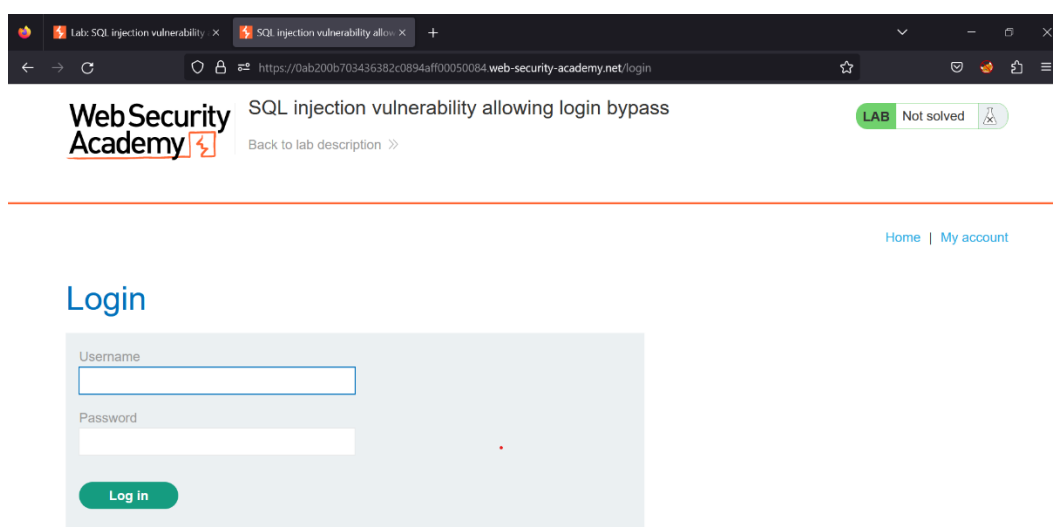 Lab: SQL injection vulnerability
SQL injection vulnerability allow
https://0ab200b703436382c0894aff00050084.web-security-academy.net/login
Web Security
Academy
SQL injection vulnerability allowing login bypass
Back to lab description
LAB Not solved
Home | My account
Login
Username
Password
Log in